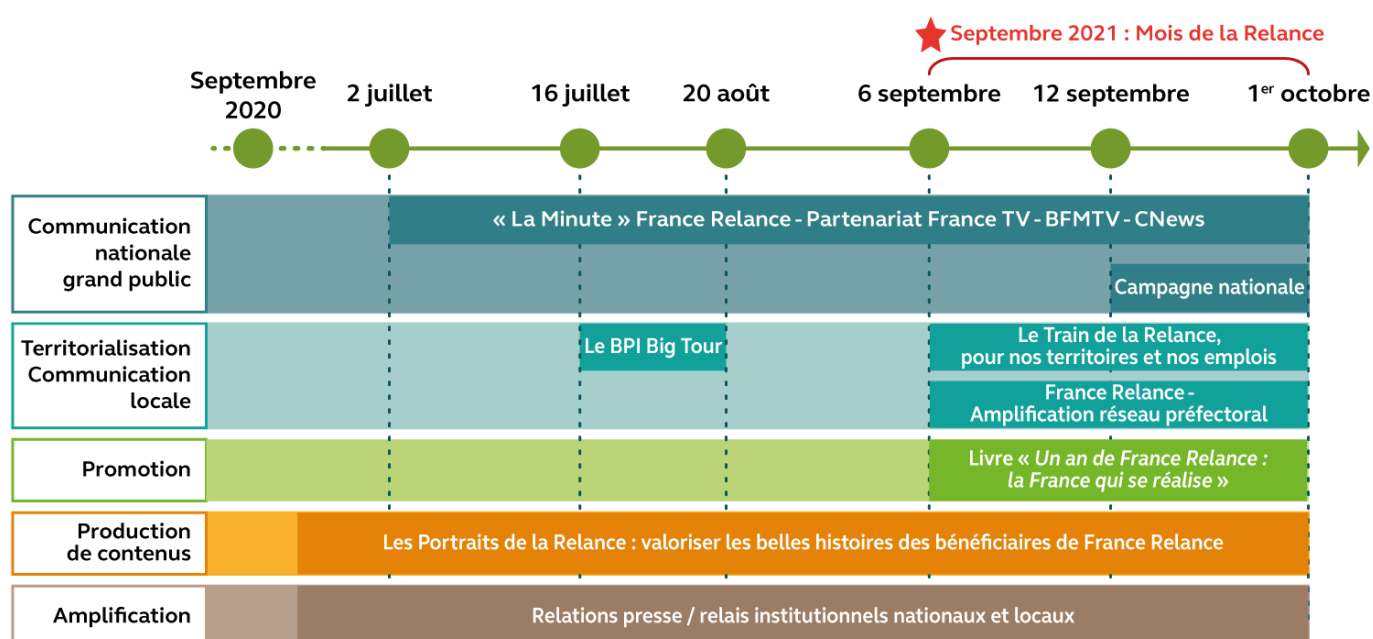 ★ Septembre 2021 : Mois de la Relance
Septembre
2020
2 juillet
16 juillet
20 août
6 septembre
12 septembre
1er octobre
Communication
nationale
grand public
« La Minute » France Relance - Partenariat France TV - BFMTV - CNews
Campagne nationale
Territorialisation
Communication
locale
Le BPI Big Tour
Le Train de la Relance,
pour nos territoires et nos emplois
France Relance -
Amplification réseau préfectoral
Promotion
Livre « Un an de France Relance :
la France qui se réalise »
Production
de contenus
Les Portraits de la Relance : valoriser les belles histoires des bénéficiaires de France Relance
Amplification
Relations presse / relais institutionnels nationaux et locaux